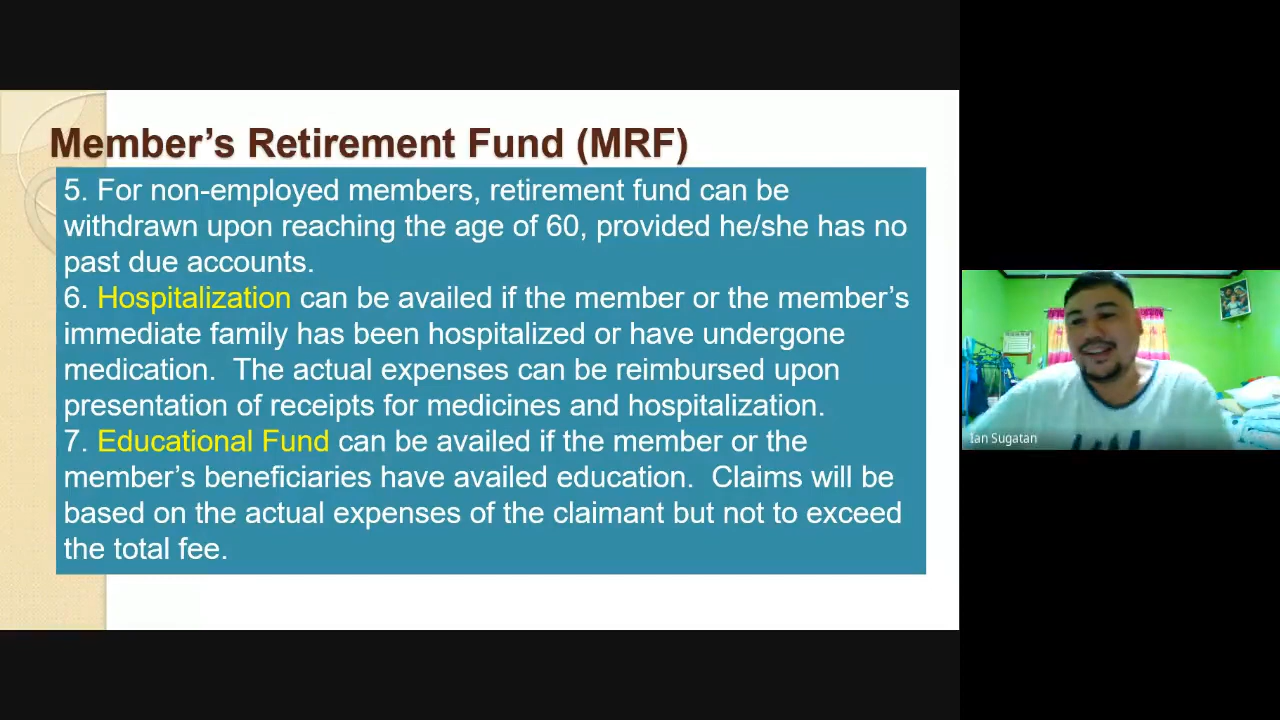 Member’s Retirement Fund (MRF)
5. For non-employed members, retirement fund can be
withdrawn upon reaching the age of 60, provided he/she has no
past due accounts.
6. Hospitalization can be availed if the member or the member’s
immediate family has been hospitalized or have undergone
medication.  The actual expenses can be reimbursed upon
presentation of receipts for medicines and hospitalization.
7. Educational Fund can be availed if the member or the
member’s beneficiaries have availed education.  Claims will be
based on the actual expenses of the claimant but not to exceed
the total fee.
Ian Sugatan